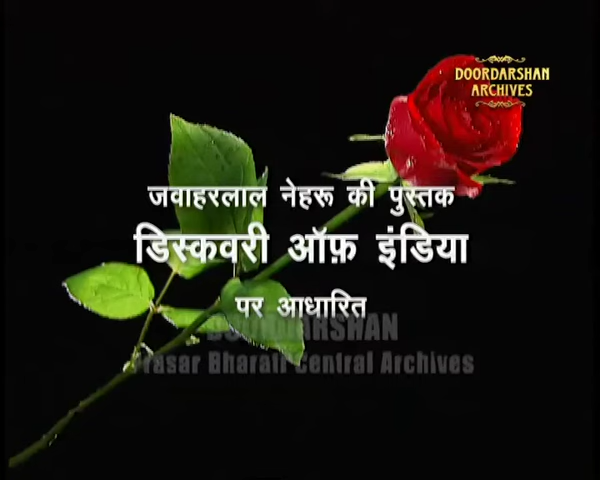 DOORDARSHAN
ARCHIVES
जवाहरलाल नेहरू की पुस्तक
डिस्कवरी ऑफ़ इंडिया
पर आधारित
DOORDARSHAN
Prasar Bharati Central Archives